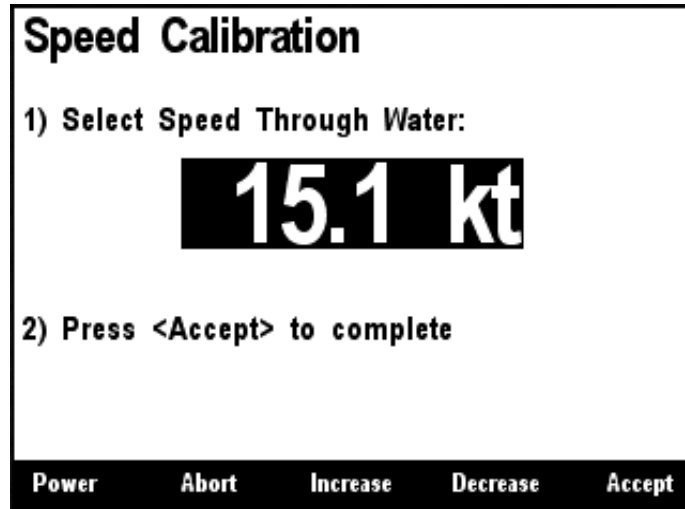 Speed Calibration
1) Select Speed Through Water:
15.1 kt
2) Press <Accept> to complete
Power Abort Increase Decrease Accept